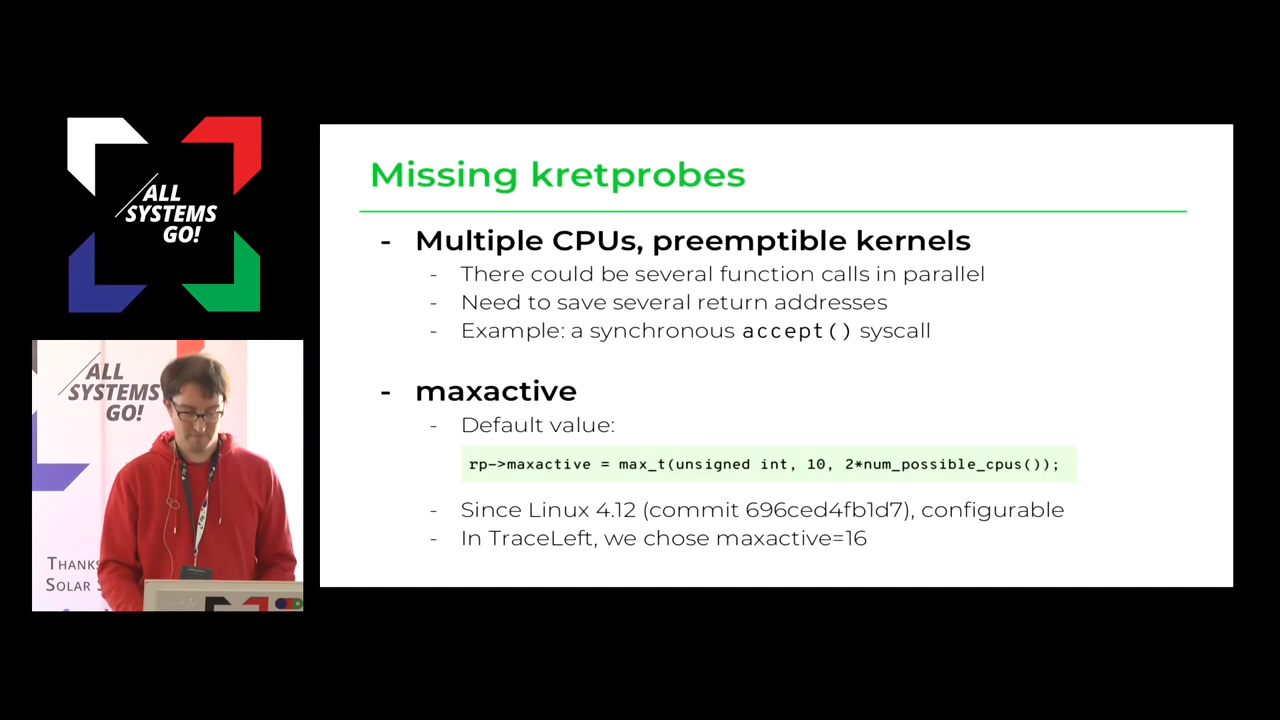 ALL
SYSTEMS
GO!
ALL
SYSTEMS
GO!
THANKS
SOLAR
Missing kretprobes
- Multiple CPUs, preemptible kernels
- There could be several function calls in parallel
- Need to save several return addresses
- Example: a synchronous accept() syscall
- maxactive
- Default value:
rp->maxactive = max_t(unsigned int, 10, 2*num_possible_cpus());
- Since Linux 4.12 (commit 696ced4fb1d7), configurable
- In TraceLeft, we chose maxactive=16